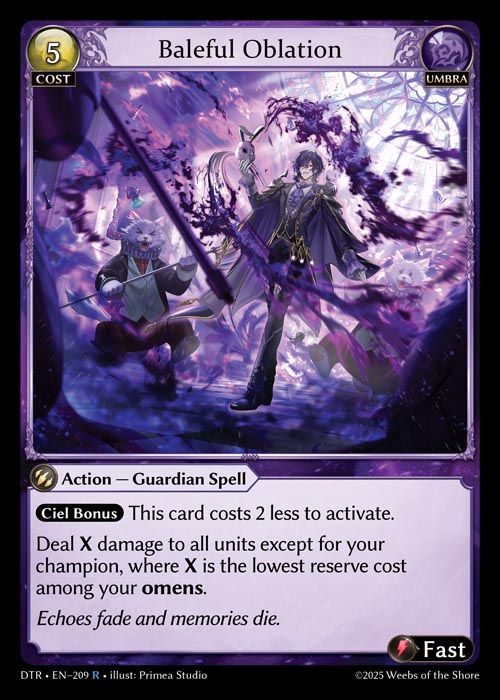 5
COST
Baleful Oblation
UMBRA
Action — Guardian Spell
Ciel Bonus This card costs 2 less to activate.
Deal X damage to all units except for your
champion, where X is the lowest reserve cost
among your omens.
Echoes fade and memories die.
Fast
DTR • EN–209 R • illust: Primea Studio
©2025 Weebs of the Shore